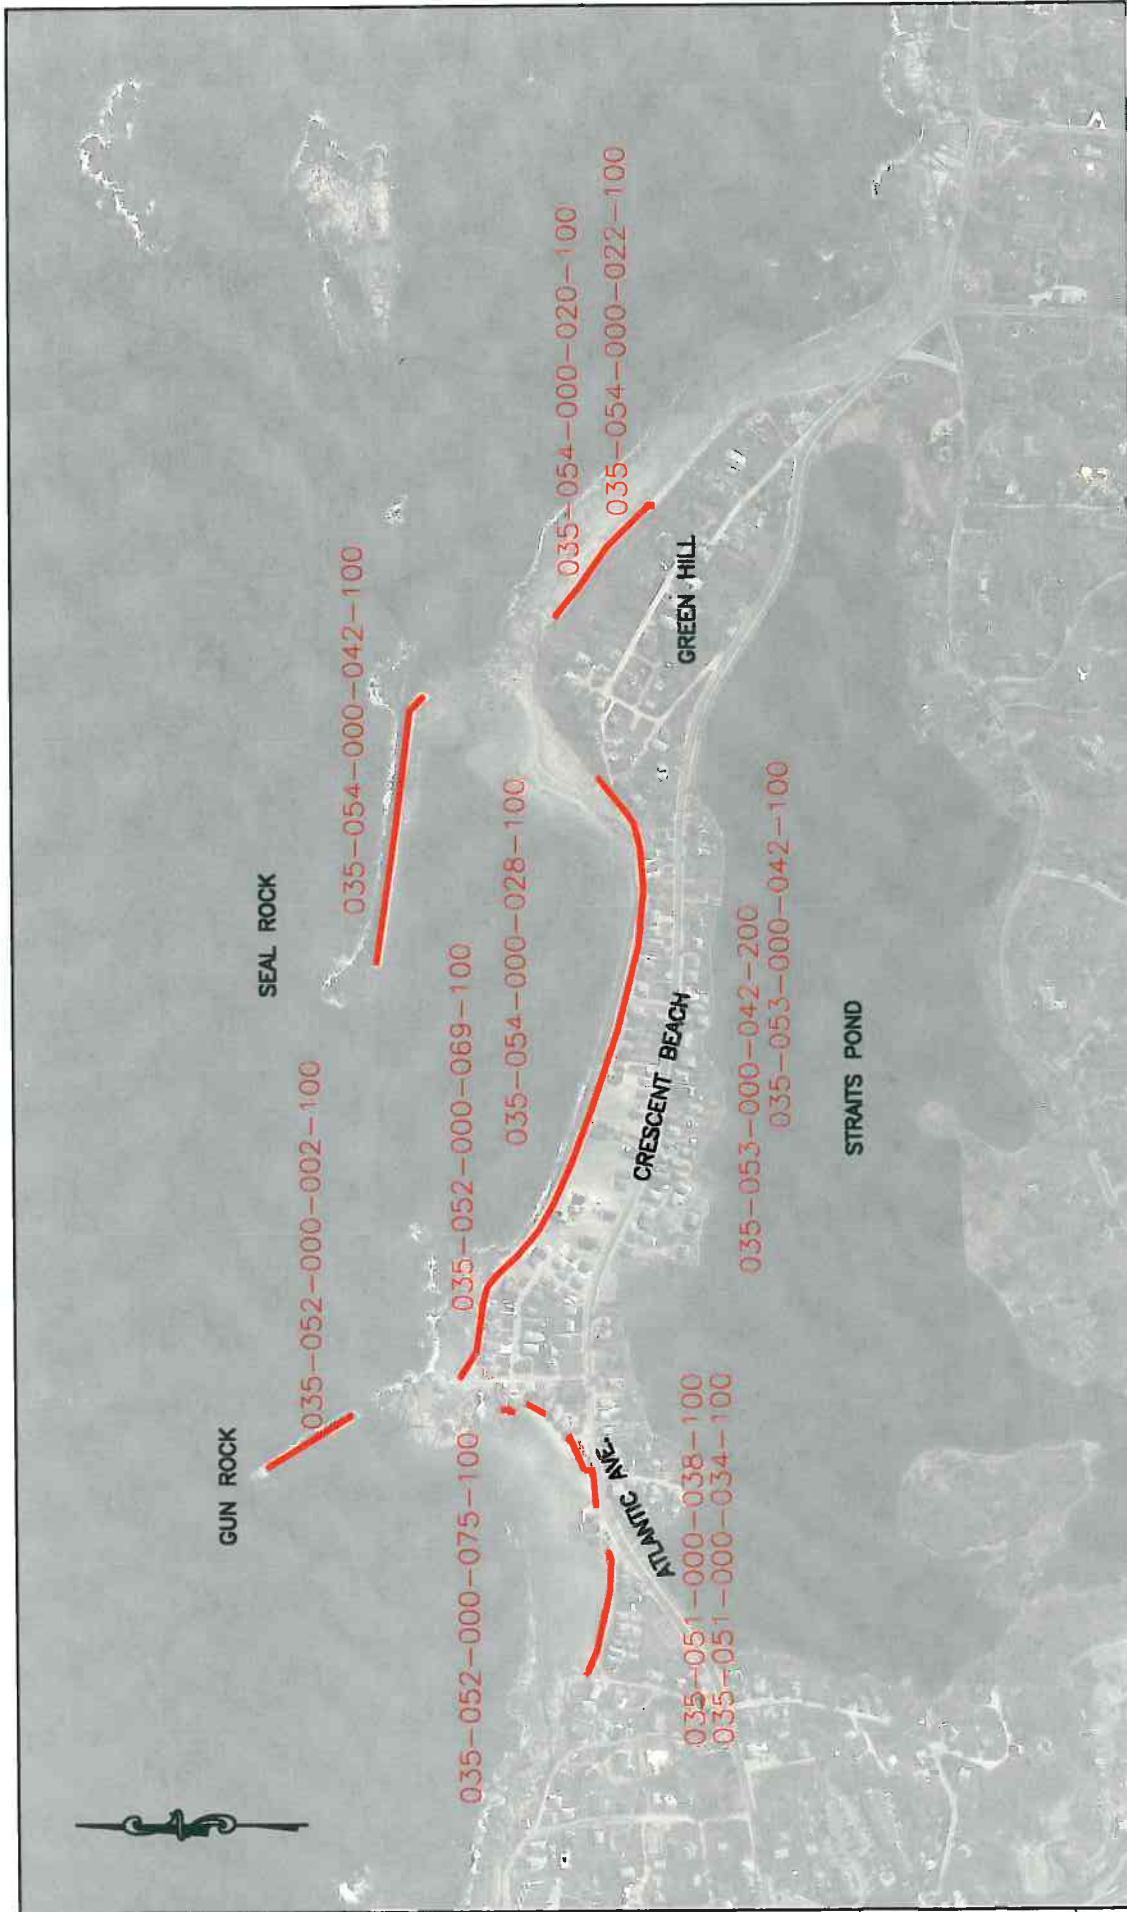 GUN ROCK
SEAL ROCK
035-052-000-002-100
035-054-000-042-100
035-052-000-075-100
035-052-000-069-100
035-054-000-028-100
035-054-000-020-100
035-054-000-022-100
ATLANTIC AVE.
CRESCENT BEACH
GREEN HILL
035-051-000-038-100
035-051-000-034-100
035-053-000-042-200
035-053-000-042-100
STRAITS POND